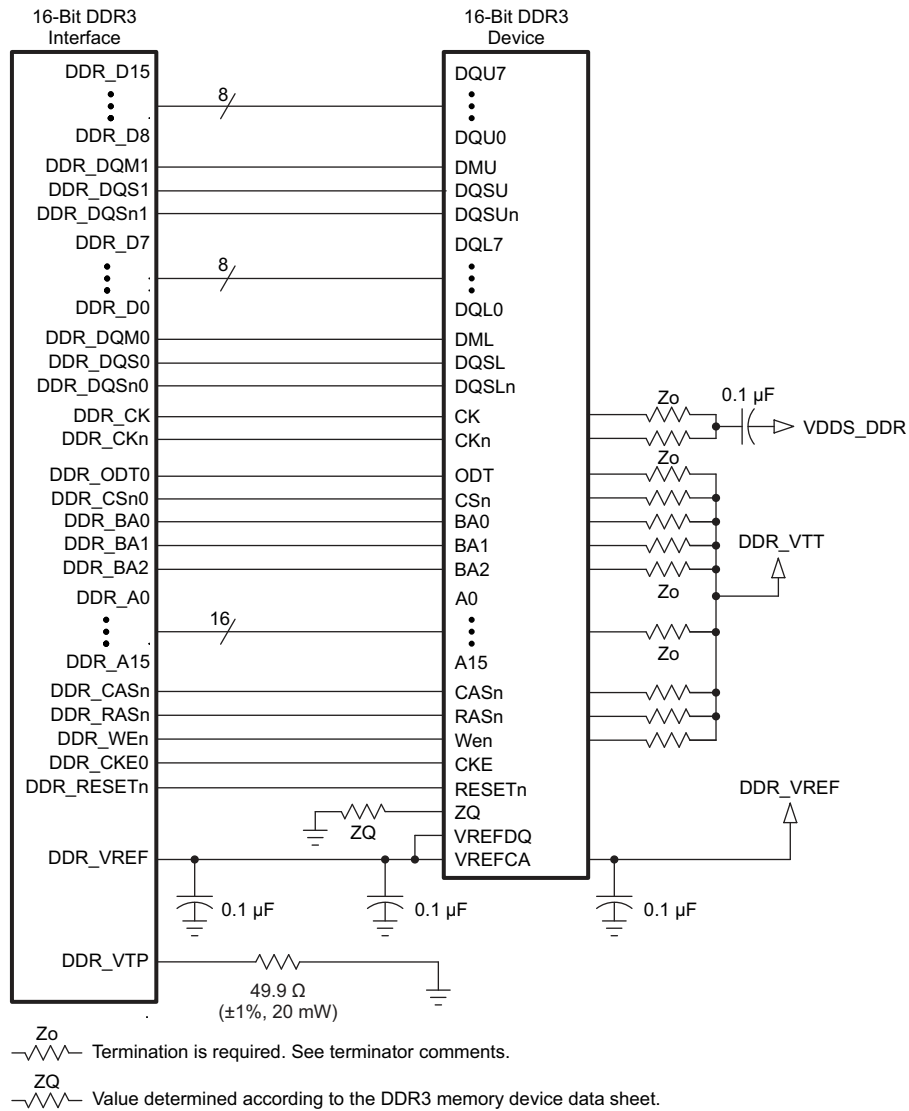 16-Bit DDR3
Interface
16-Bit DDR3
Device
DDR_D15
8
DQU7
DDR_D8
DQU0
DDR_DQM1
DMU
DDR_DQS1
DQSU
DDR_DQSn1
DQSUn
DDR_D7
8
DQL7
DDR_D0
DQL0
DDR_DQM0
DML
DDR_DQS0
DQSL
DDR_DQSn0
DQSLn
DDR_CK
CK
Zo
0.1 µF
VDDS_DDR
DDR_CKn
CKn
Zo
DDR_ODT0
ODT
DDR_CSn0
CSn
DDR_BA0
BA0
DDR_BA1
BA1
DDR_VTT
DDR_BA2
BA2
Zo
DDR_A0
A0
16
Zo
DDR_A15
A15
DDR_CASn
CASn
DDR_RASn
RASn
DDR_WEn
Wen
DDR_CKE0
CKE
DDR_RESETn
RESETn
DDR_VREF
ZQ
ZQ
VREFDQ
DDR_VREF
VREFCA
0.1 µF
0.1 µF
0.1 µF
DDR_VTP
49.9 Ω
(±1%, 20 mW)
Zo
Termination is required. See terminator comments.
ZQ
Value determined according to the DDR3 memory device data sheet.